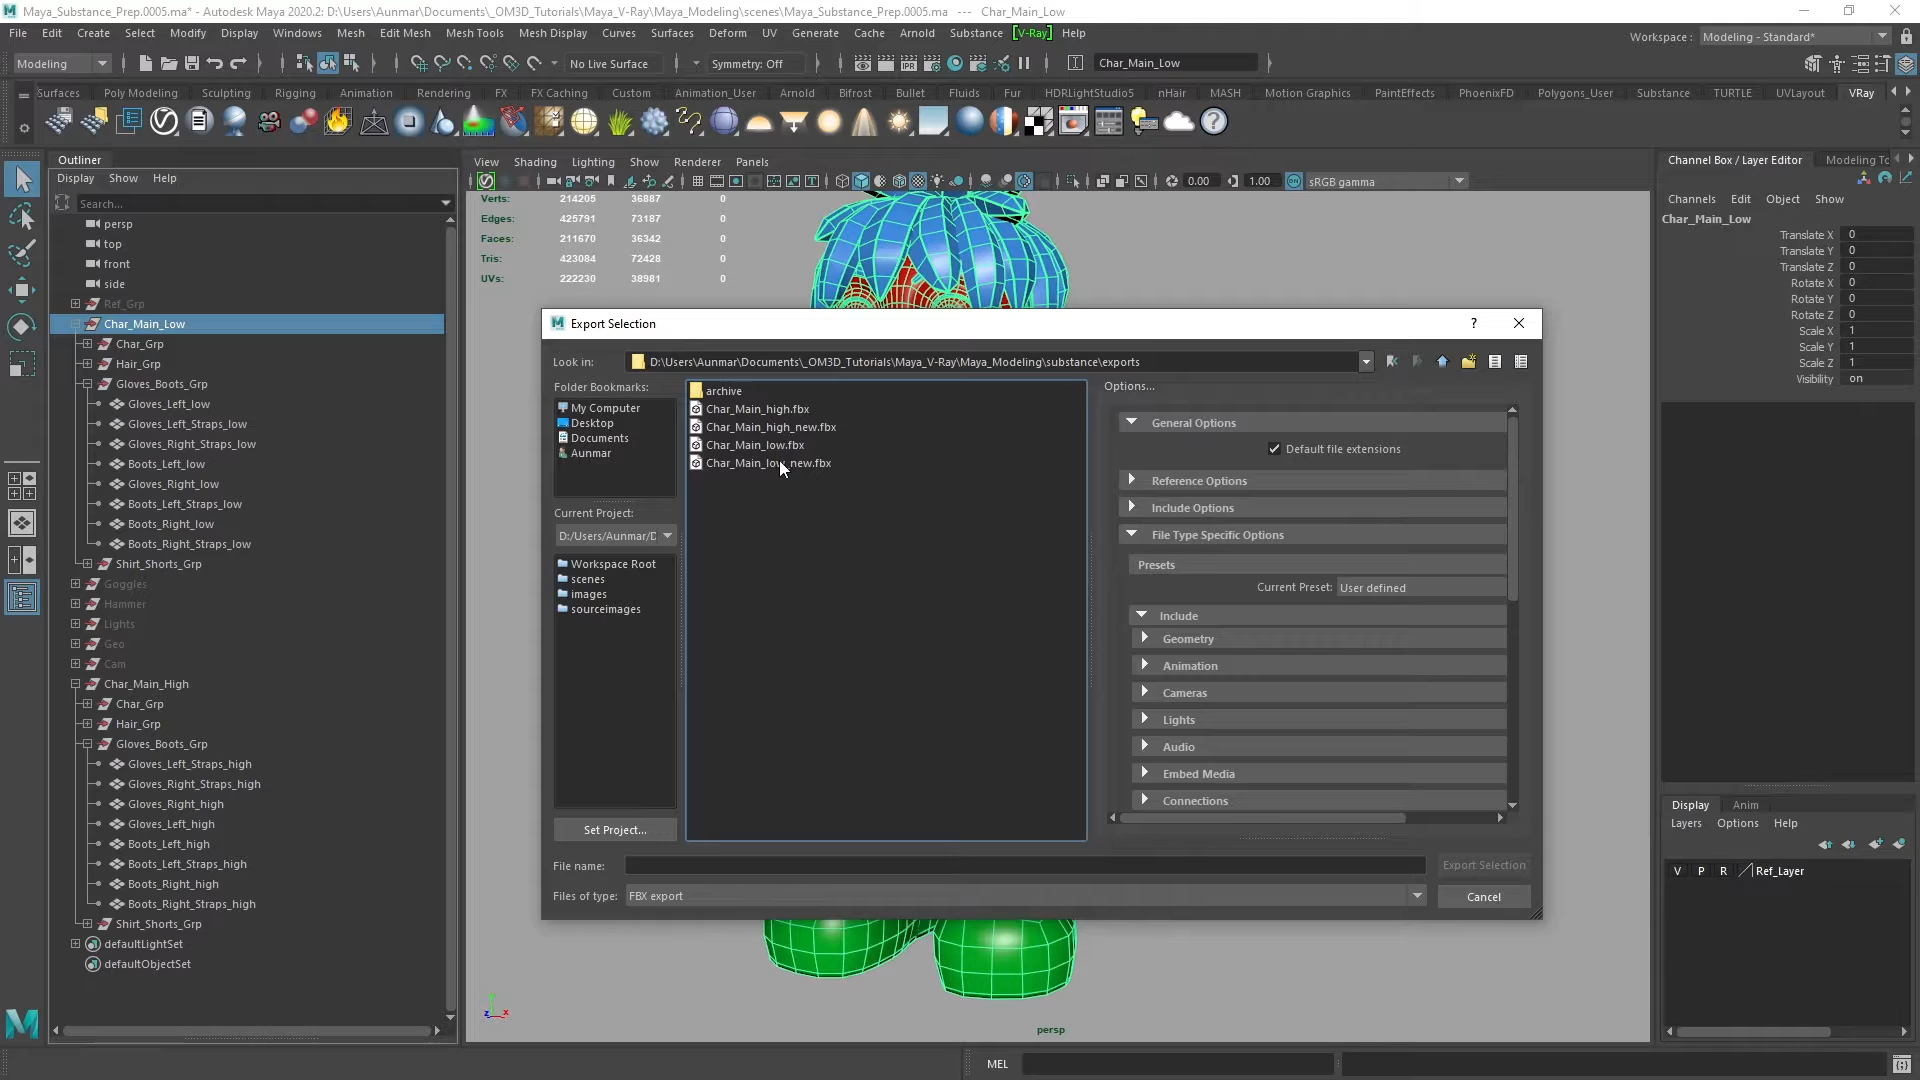 Maya_Substance_Prep.0005.ma* - Autodesk Maya 2020.2: D:\Users\Aunmar\Documents\_OM3D_Tutorials\Maya_V-Ray\Maya_Modeling\scenes\Maya_Substance_Prep.0005.ma --- Char_Main_Low
File Edit Create Select Modify Display Windows Mesh Edit Mesh Mesh Tools Mesh Display Curves Surfaces Deform UV Generate Cache Arnold Substance [V-Ray] Help
Workspace : Modeling - Standard*
Modeling No Live Surface Symmetry: Off Char_Main_Low
Surfaces Poly Modeling Sculpting Rigging Animation Rendering FX FX Caching Custom Animation_User Arnold Bifrost Bullet Fluids Fur HDRLightStudio5 nHair MASH Motion Graphics PaintEffects PhoenixFD Polygons_User Substance TURTLE UVLayout VRay
Outliner
Display Show Help
Search...
persp
top
front
side
Ref_Grp
Char_Main_Low
Char_Grp
Hair_Grp
Gloves_Boots_Grp
Gloves_Left_low
Gloves_Left_Straps_low
Gloves_Right_Straps_low
Boots_Left_low
Gloves_Right_low
Boots_Left_Straps_low
Boots_Right_low
Boots_Right_Straps_low
Shirt_Shorts_Grp
Goggles
Hammer
Lights
Geo
Cam
Char_Main_High
Char_Grp
Hair_Grp
Gloves_Boots_Grp
Gloves_Left_Straps_high
Gloves_Right_Straps_high
Gloves_Right_high
Gloves_Left_high
Boots_Left_high
Boots_Left_Straps_high
Boots_Right_high
Boots_Right_Straps_high
Shirt_Shorts_Grp
defaultLightSet
defaultObjectSet
View Shading Lighting Show Renderer Panels
0.00 1.00 sRGB gamma
Verts: 214205 36887 0
Edges: 425791 73187 0
Faces: 211670 36342 0
Tris: 423084 72428 0
UVs: 222230 38981 0
Export Selection
?
Look in: D:\Users\Aunmar\Documents\_OM3D_Tutorials\Maya_V-Ray\Maya_Modeling\substance\exports
Folder Bookmarks:
My Computer
Desktop
Documents
Aunmar
Current Project:
D:/Users/Aunmar/D
Workspace Root
scenes
images
sourceimages
Set Project...
archive
Char_Main_high.fbx
Char_Main_high_new.fbx
Char_Main_low.fbx
Char_Main_low_new.fbx
Options...
General Options
Default file extensions
Reference Options
Include Options
File Type Specific Options
Presets
Current Preset: User defined
Include
Geometry
Animation
Cameras
Lights
Audio
Embed Media
Connections
File name: Export Selection
Files of type: FBX export Cancel
persp
Channel Box / Layer Editor Modeling To
Channels Edit Object Show
Char_Main_Low
Translate X 0
Translate Y 0
Translate Z 0
Rotate X 0
Rotate Y 0
Rotate Z 0
Scale X 1
Scale Y 1
Scale Z 1
Visibility on
Display Anim
Layers Options Help
V P R Ref_Layer
MEL